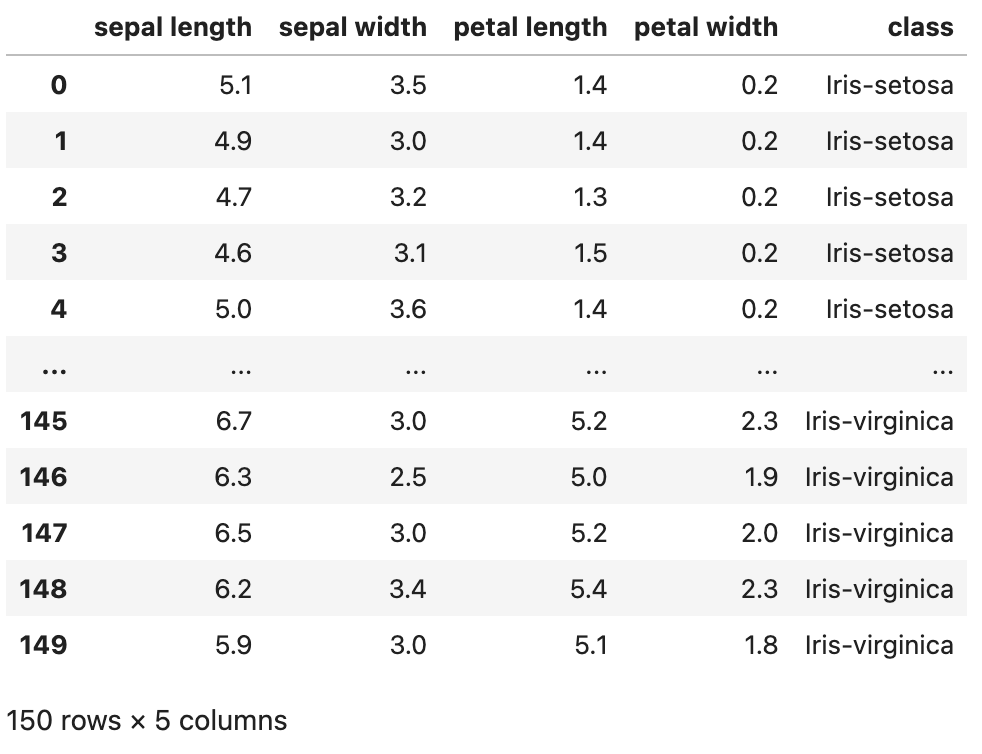 sepal length sepal width petal length petal width class
0 5.1 3.5 1.4 0.2 Iris-setosa
1 4.9 3.0 1.4 0.2 Iris-setosa
2 4.7 3.2 1.3 0.2 Iris-setosa
3 4.6 3.1 1.5 0.2 Iris-setosa
4 5.0 3.6 1.4 0.2 Iris-setosa
... ... ... ... ... ...
145 6.7 3.0 5.2 2.3 Iris-virginica
146 6.3 2.5 5.0 1.9 Iris-virginica
147 6.5 3.0 5.2 2.0 Iris-virginica
148 6.2 3.4 5.4 2.3 Iris-virginica
149 5.9 3.0 5.1 1.8 Iris-virginica
150 rows × 5 columns